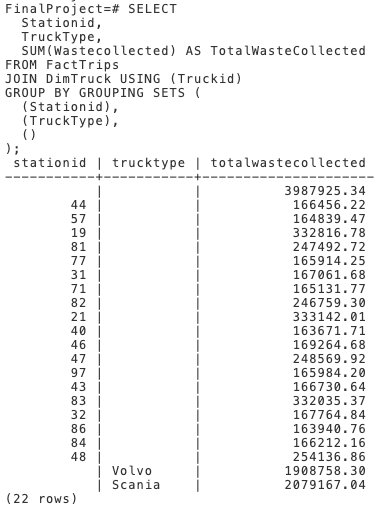 FinalProject=# SELECT
  Stationid,
  TruckType,
  SUM(Wastecollected) AS TotalWasteCollected
FROM FactTrips
JOIN DimTruck USING (Truckid)
GROUP BY GROUPING SETS (
  (Stationid),
  (TruckType),
  ()
);
 stationid | trucktype | totalwastecollected
-----------+-----------+---------------------
           |           |          3987925.34
        44 |           |           166456.22
        57 |           |           164839.47
        19 |           |           332816.78
        81 |           |           247492.72
        77 |           |           165914.25
        31 |           |           167061.68
        71 |           |           165131.77
        82 |           |           246759.30
        21 |           |           333142.01
        40 |           |           163671.71
        46 |           |           169264.68
        47 |           |           248569.92
        97 |           |           165984.20
        43 |           |           166730.64
        83 |           |           332035.37
        32 |           |           167764.84
        86 |           |           163940.76
        84 |           |           166212.16
        48 |           |           254136.86
           | Volvo     |          1908758.30
           | Scania    |          2079167.04
(22 rows)